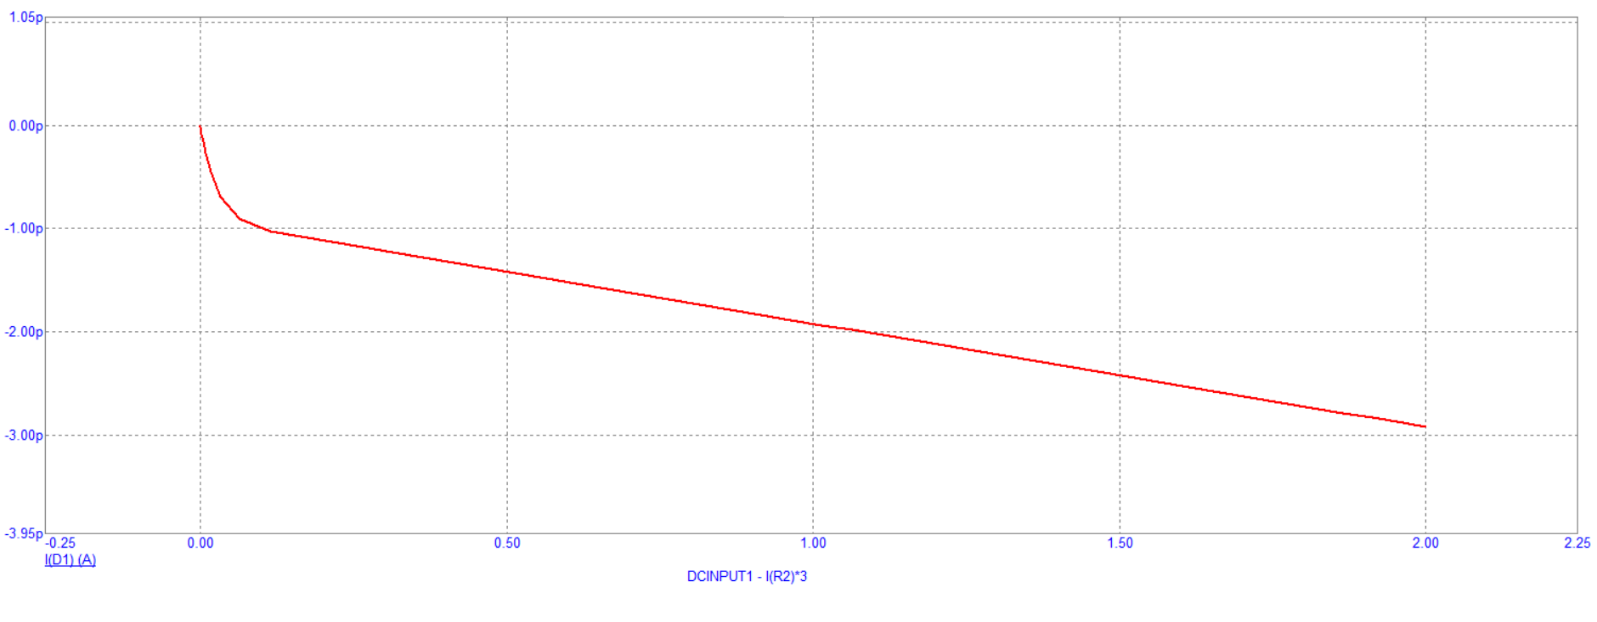 1.05p
0.00p
-1.00p
-2.00p
-3.00p
-3.95p
-0.25 0.00 0.50 1.00 1.50 2.00 2.25
I(D1) (A)
DCINPUT1 - I(R2)*3